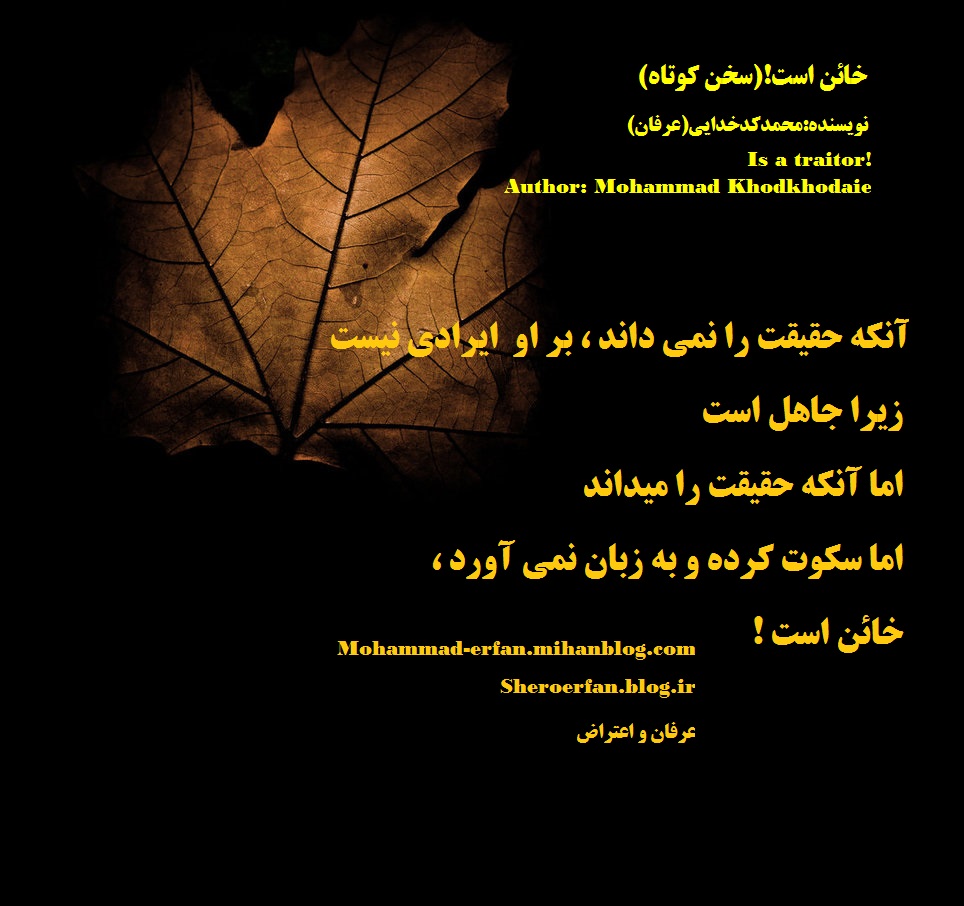 خائن است!(سخن کوتاه)
نویسنده:محمدکدخدایی(عرفان)
Is a traitor!
Author: Mohammad Khodkhodaie
آنکه حقیقت را نمی داند ، بر او ایرادی نیست
زیرا جاهل است
اما آنکه حقیقت را میداند
اما سکوت کرده و به زبان نمی آورد ،
خائن است !
Mohammad-erfan.mihanblog.com
Sheroerfan.blog.ir
عرفان و اعتراض